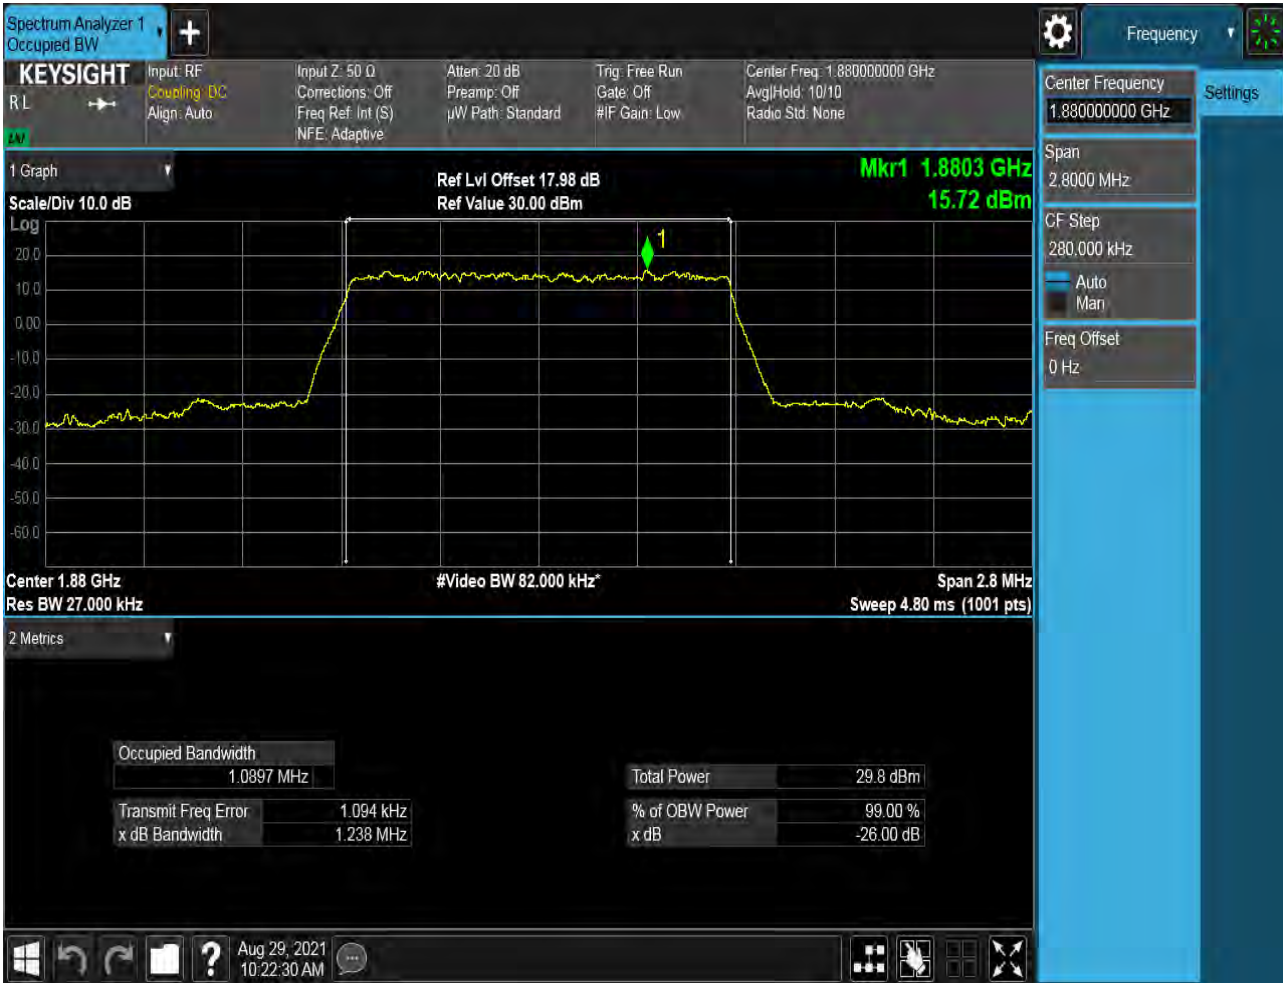 Spectrum Analyzer 1
Occupied BW
+
Frequency
KEYSIGHT
R L
LXI
Input: RF
Coupling: DC
Align: Auto
Input Z: 50 Ω
Corrections: Off
Freq Ref: Int (S)
NFE: Adaptive
Atten: 20 dB
Preamp: Off
µW Path: Standard
Trig: Free Run
Gate: Off
#IF Gain: Low
Center Freq: 1.880000000 GHz
Avg|Hold: 10/10
Radio Std: None
Center Frequency
1.880000000 GHz
Settings
Span
2.8000 MHz
CF Step
280.000 kHz
Auto
Man
Freq Offset
0 Hz
1 Graph
Scale/Div 10.0 dB
Ref Lvl Offset 17.98 dB
Ref Value 30.00 dBm
Mkr1 1.8803 GHz
15.72 dBm
Log
1
20.0
10.0
0.00
-10.0
-20.0
-30.0
-40.0
-50.0
-60.0
Center 1.88 GHz
#Video BW 82.000 kHz*
Span 2.8 MHz
Res BW 27.000 kHz
Sweep 4.80 ms (1001 pts)
2 Metrics
Occupied Bandwidth
1.0897 MHz
Total Power 29.8 dBm
Transmit Freq Error 1.094 kHz
% of OBW Power 99.00 %
x dB Bandwidth 1.238 MHz
x dB -26.00 dB
?
Aug 29, 2021
10:22:30 AM